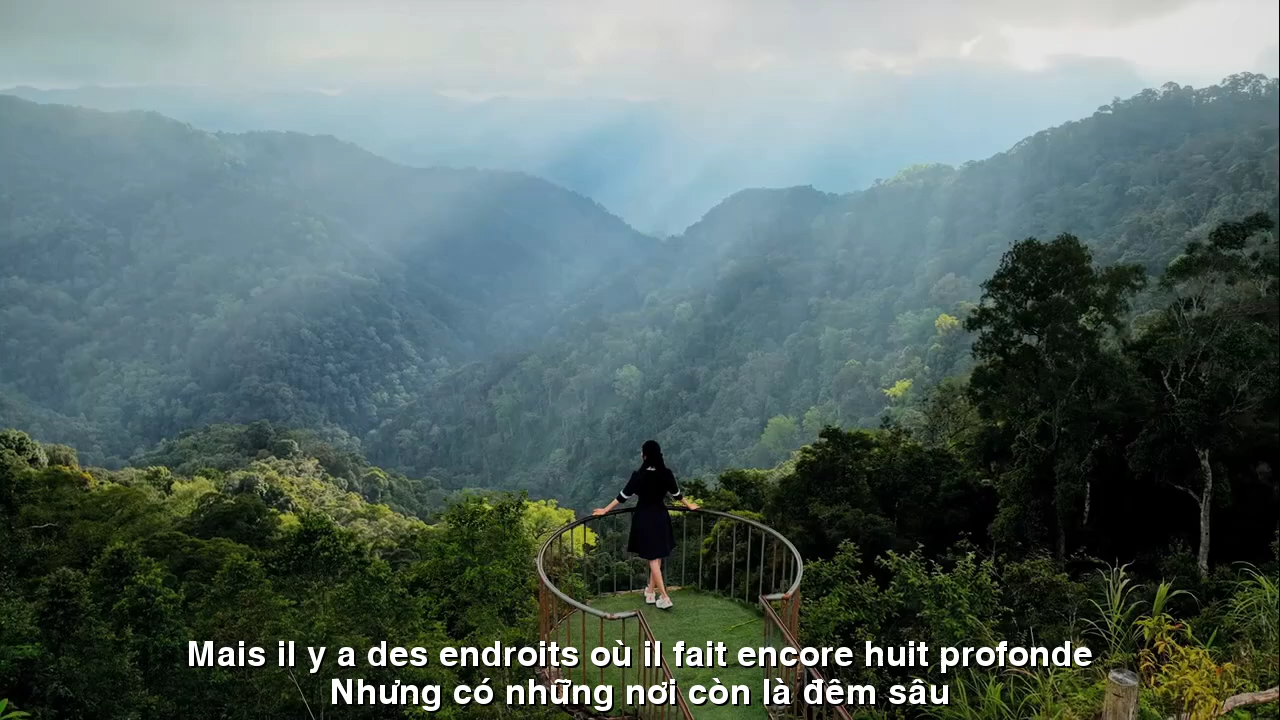 Mais il y a des endroits où il fait encore huit profonde
Nhưng có những nơi còn là đêm sâu